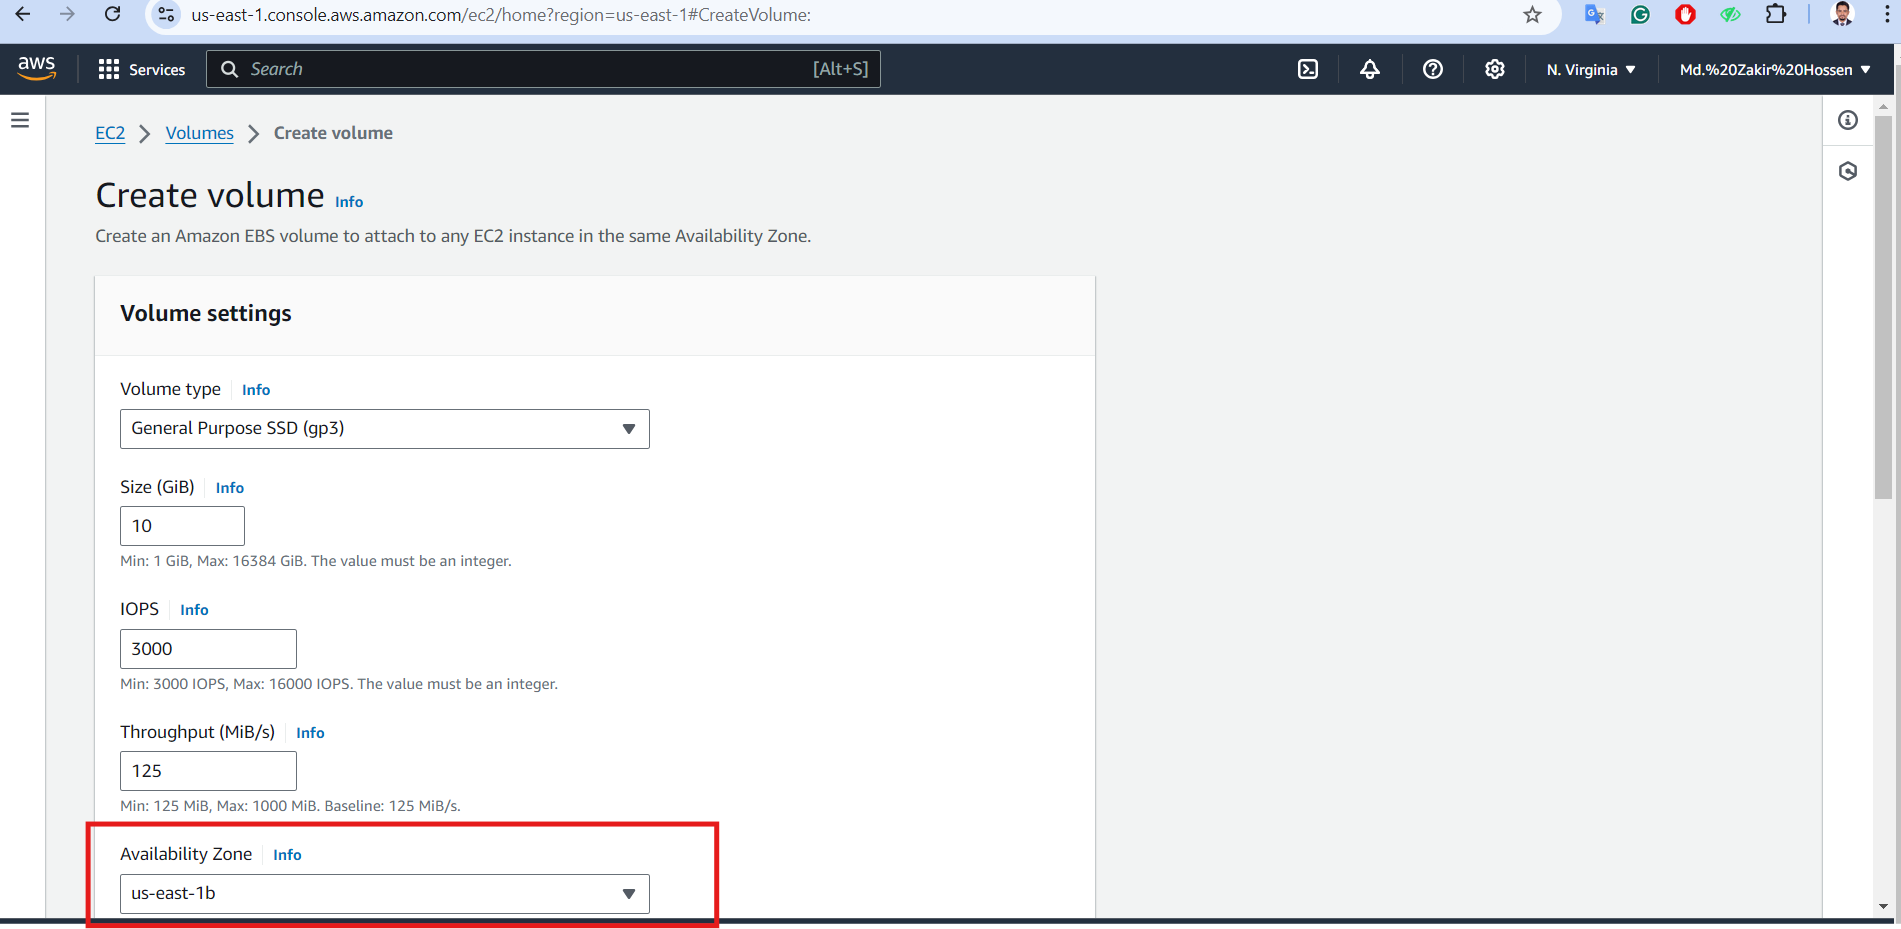 us-east-1.console.aws.amazon.com/ec2/home?region=us-east-1#CreateVolume:
aws Services Search [Alt+S] N. Virginia Md.%20Zakir%20Hossen
EC2 Volumes Create volume
Create volume Info
Create an Amazon EBS volume to attach to any EC2 instance in the same Availability Zone.
Volume settings
Volume type Info
General Purpose SSD (gp3)
Size (GiB) Info
10
Min: 1 GiB, Max: 16384 GiB. The value must be an integer.
IOPS Info
3000
Min: 3000 IOPS, Max: 16000 IOPS. The value must be an integer.
Throughput (MiB/s) Info
125
Min: 125 MiB, Max: 1000 MiB. Baseline: 125 MiB/s.
Availability Zone Info
us-east-1b